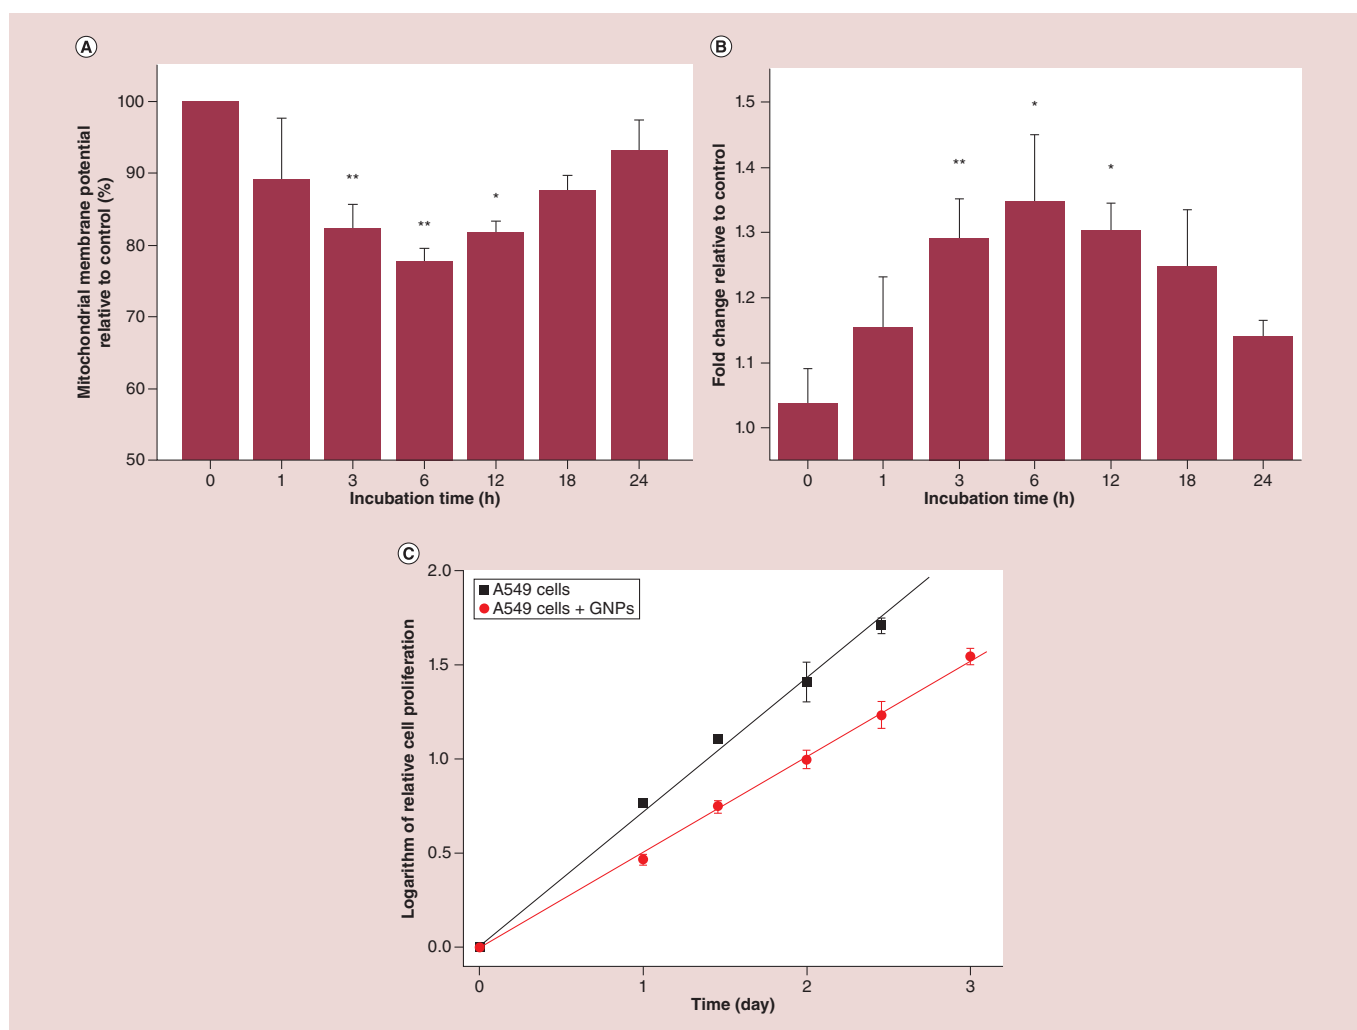 A
Mitochondrial membrane potential
relative to control (%)
100
90
80
70
60
50
**
**
*
0 1 3 6 12 18 24
Incubation time (h)
B
Fold change relative to control
1.5
1.4
1.3
1.2
1.1
1.0
**
*
*
0 1 3 6 12 18 24
Incubation time (h)
C
Logarithm of relative cell proliferation
2.0
1.5
1.0
0.5
0.0
A549 cells
A549 cells + GNPs
0 1 2 3
Time (day)